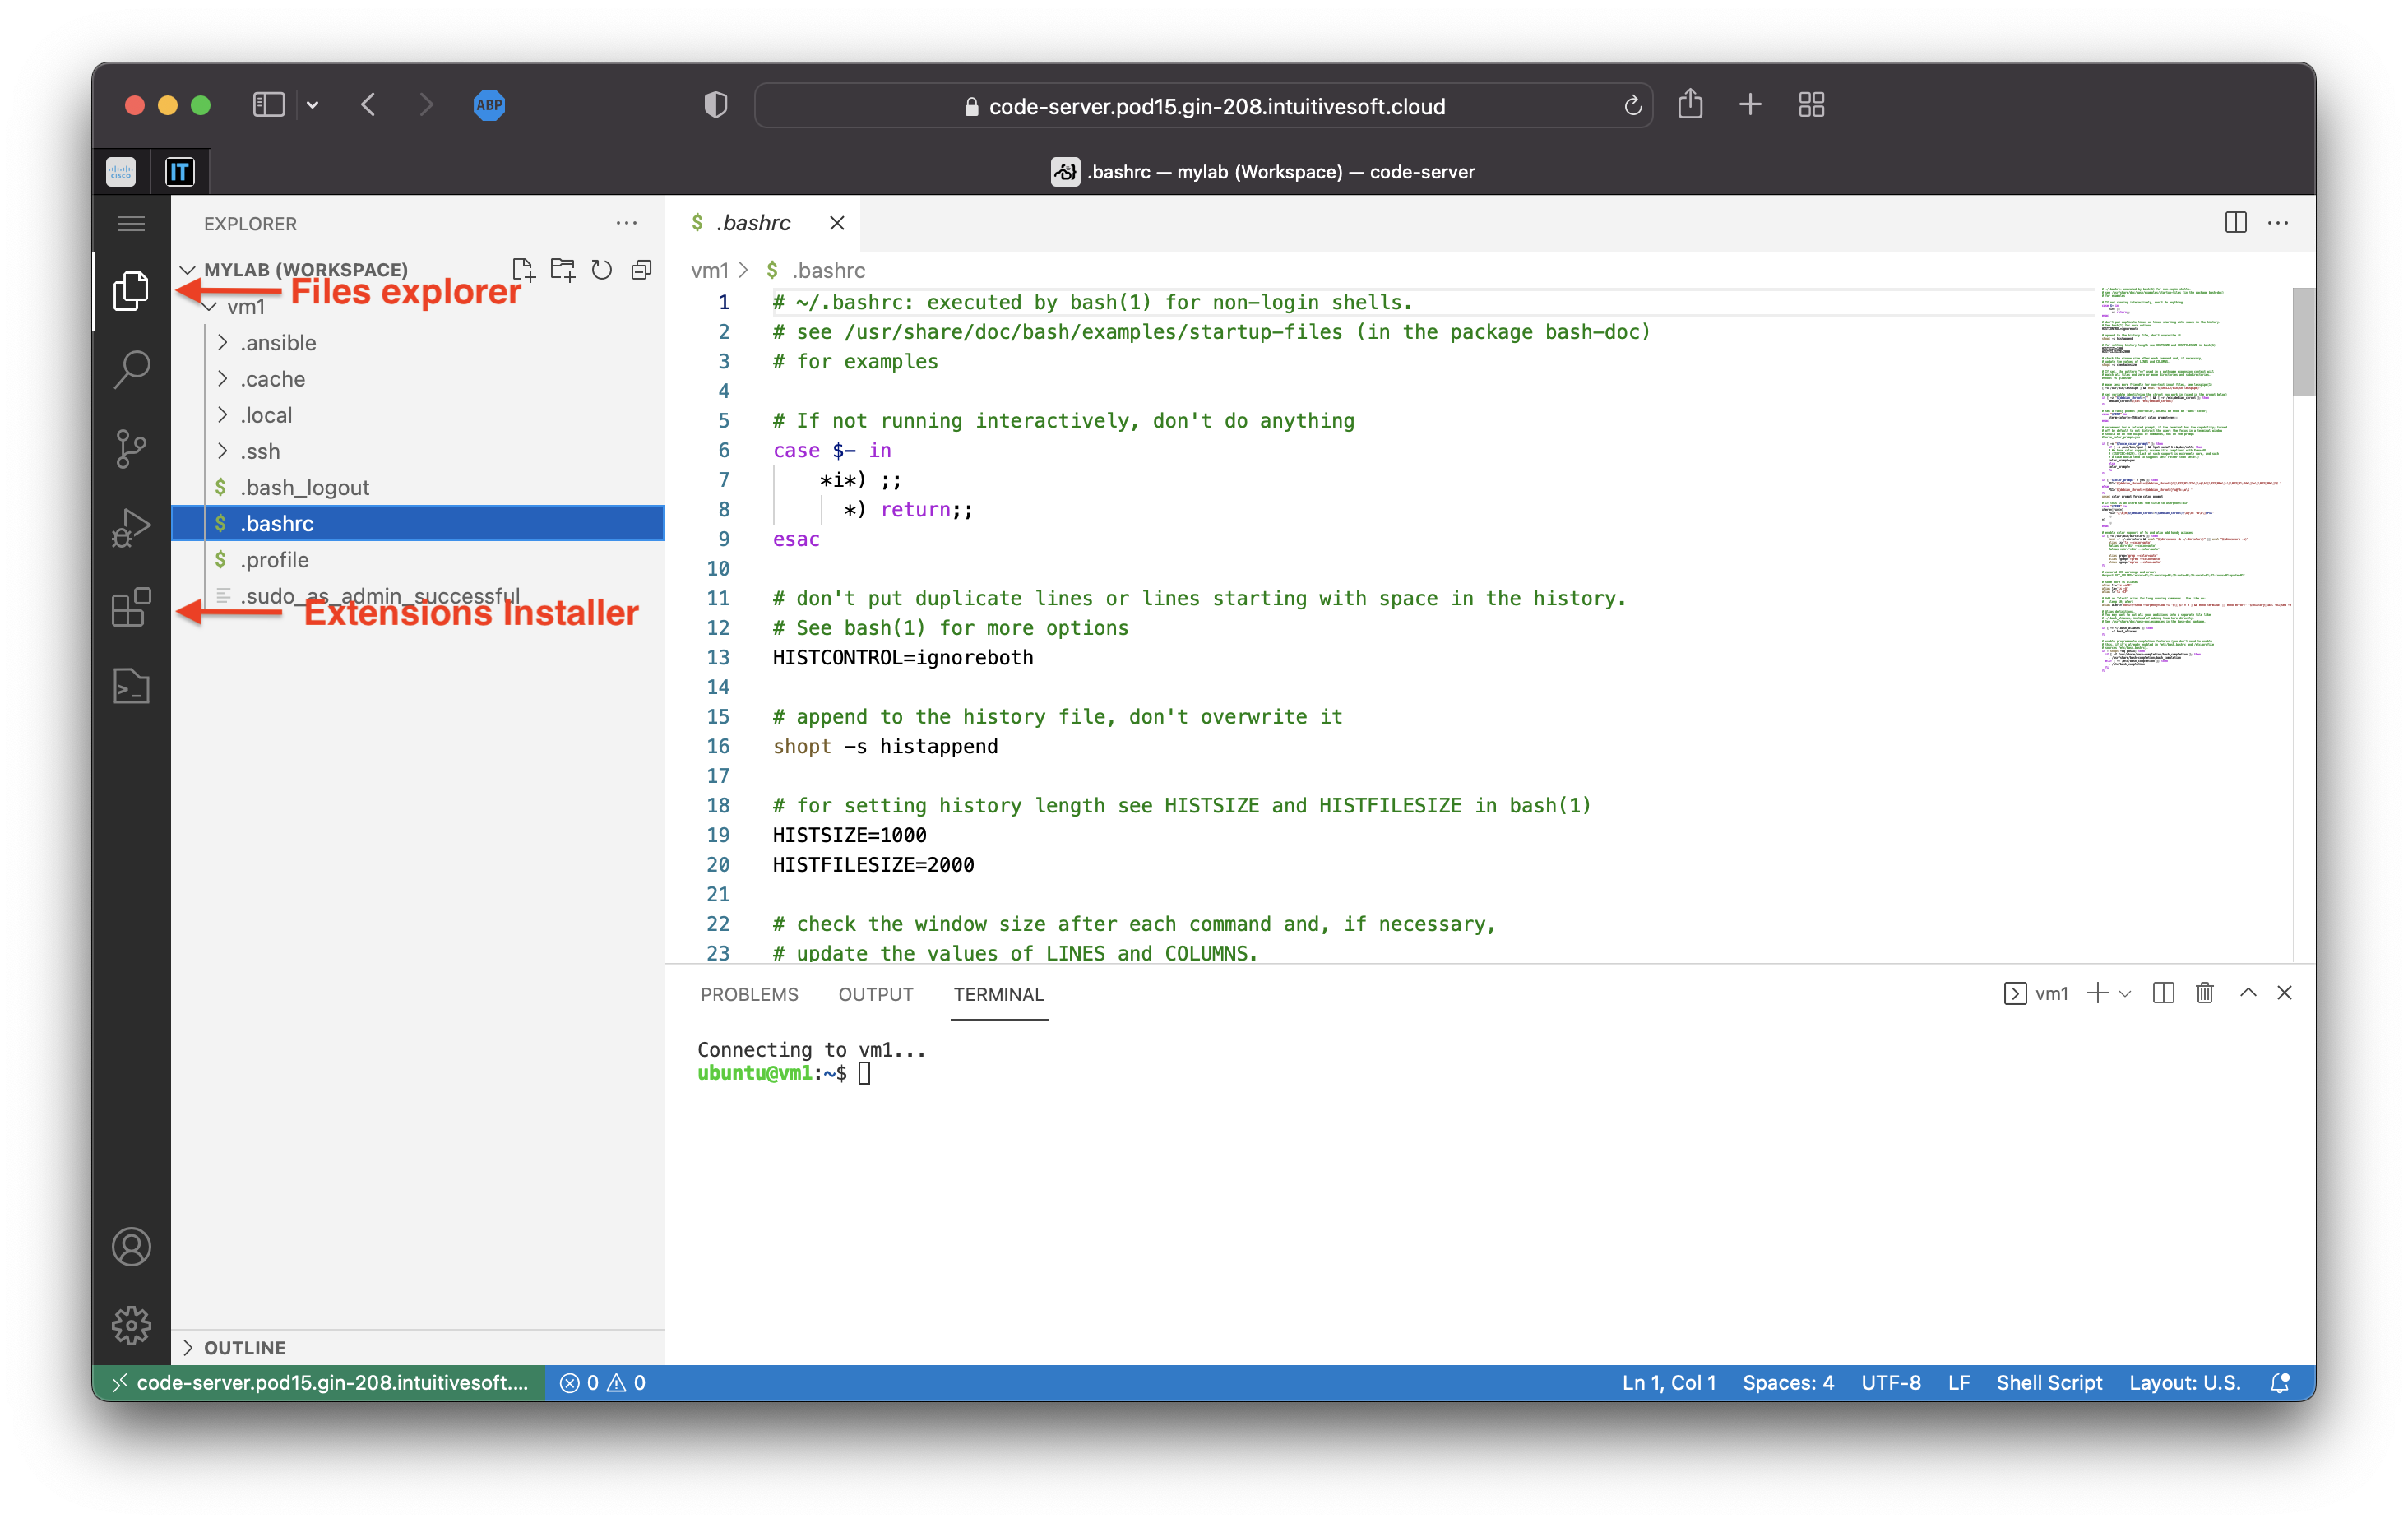 ABP
code-server.pod15.gin-208.intuitivesoft.cloud
CISCO
IT
.bashrc — mylab (Workspace) — code-server
EXPLORER
MYLAB (WORKSPACE)
Files explorer
vm1
.ansible
.cache
.local
.ssh
$ .bash_logout
$ .bashrc
$ .profile
.sudo_as_admin_successful
Extensions Installer
OUTLINE
$ .bashrc
vm1 > $ .bashrc
1 # ~/.bashrc: executed by bash(1) for non-login shells.
2 # see /usr/share/doc/bash/examples/startup-files (in the package bash-doc)
3 # for examples
4
5 # If not running interactively, don't do anything
6 case $- in
7 *i*) ;;
8 *) return;;
9 esac
10
11 # don't put duplicate lines or lines starting with space in the history.
12 # See bash(1) for more options
13 HISTCONTROL=ignoreboth
14
15 # append to the history file, don't overwrite it
16 shopt -s histappend
17
18 # for setting history length see HISTSIZE and HISTFILESIZE in bash(1)
19 HISTSIZE=1000
20 HISTFILESIZE=2000
21
22 # check the window size after each command and, if necessary,
23 # update the values of LINES and COLUMNS.
PROBLEMS OUTPUT TERMINAL
vm1
Connecting to vm1...
ubuntu@vm1:~$
code-server.pod15.gin-208.intuitivesoft.... 0 0 Ln 1, Col 1 Spaces: 4 UTF-8 LF Shell Script Layout: U.S.